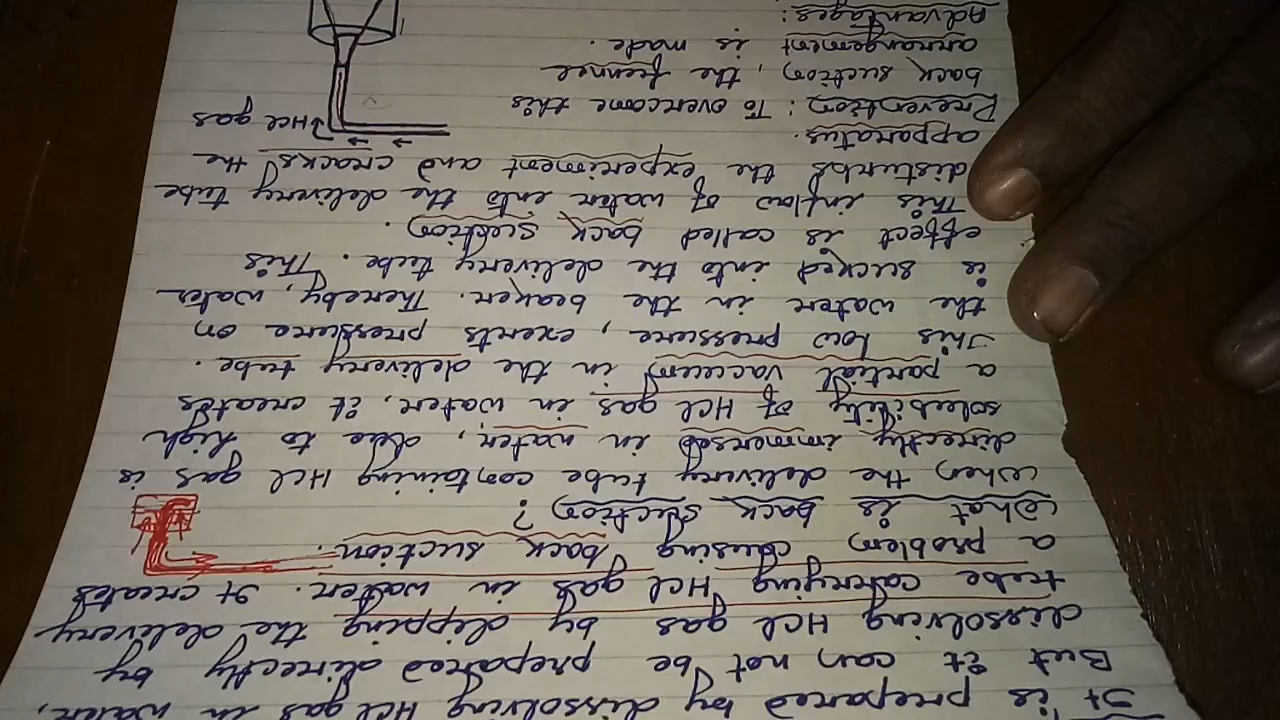 It is prepared by dissolving HCl gas in water,
But it can not be prepared directly by
dissolving HCl gas by dipping the delivery
tube carrying HCl gas in water. It creates
a problem causing back suction.
What is back suction?
When the delivery tube containing HCl gas is
directly immersed in water, due to high
solubility of HCl gas in water, it creates
a partial vaccum in the delivery tube.
This low pressure, exerts pressure on
the water in the beaker. Thereby, water
is sucked into the delivery tube. This
effect is called back suction.
This inflow of water into the delivery tube
disturbs the experiment and cracks the
apparatus.
Prevention: To overcome this
back suction, the funnel
arrangement is made.
Advantages:
HCl gas